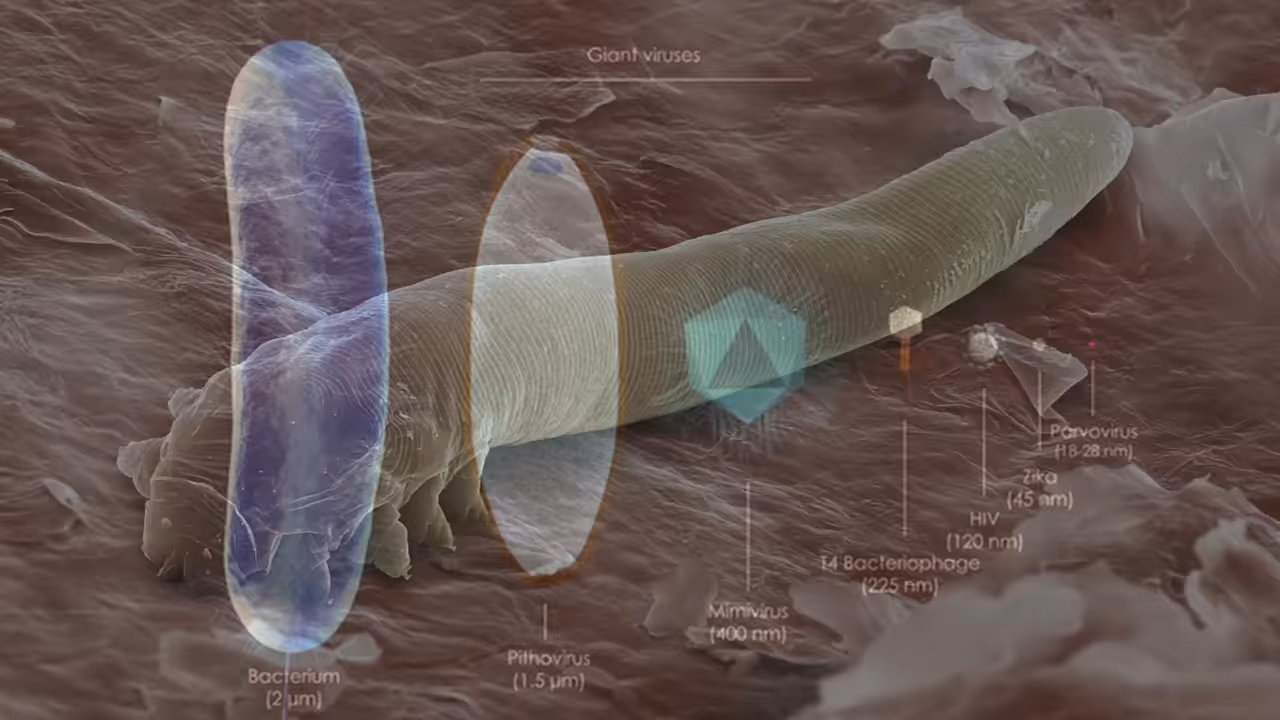 Giant viruses
Parvovirus
(18-28 nm)
Zika
(45 nm)
HIV
(120 nm)
T4 Bacteriophage
(225 nm)
Mimivirus
(400 nm)
Pithovirus
(1.5 µm)
Bacterium
(2 µm)